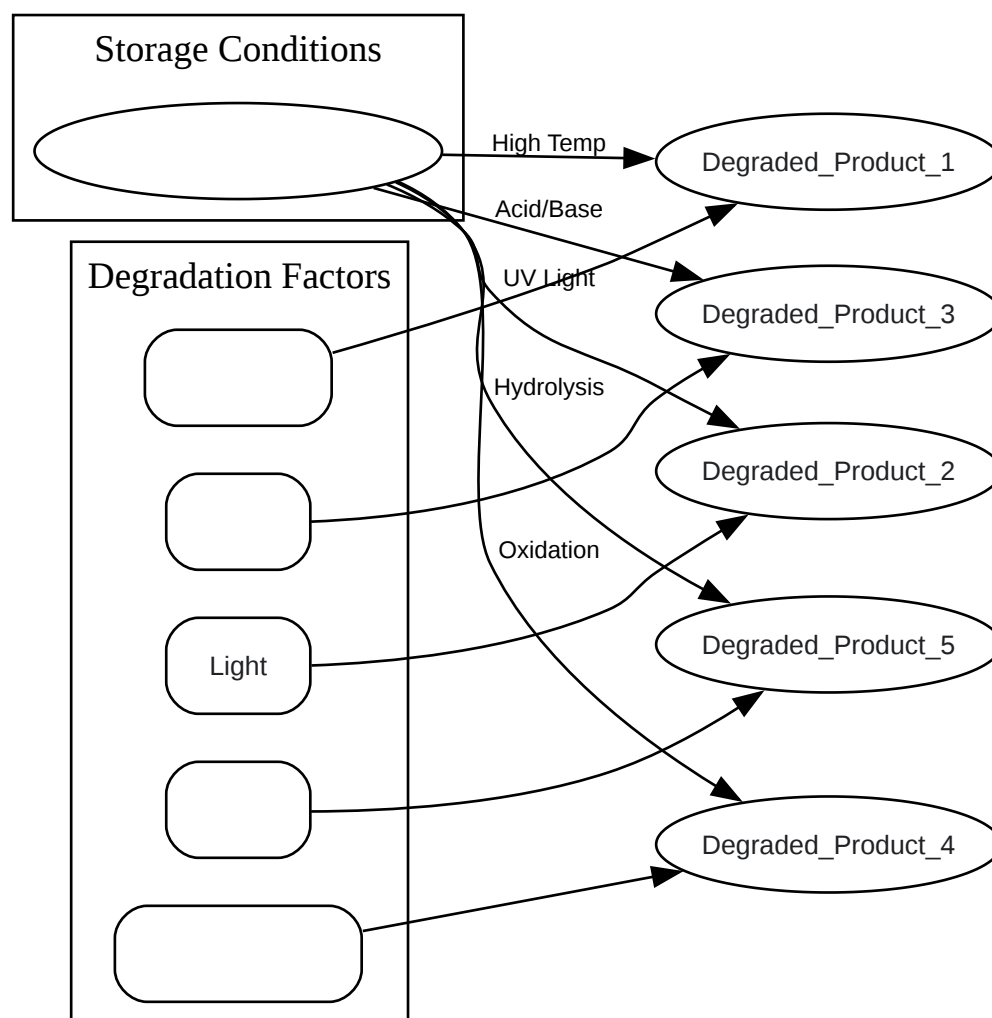 Storage Conditions
High Temp
Degraded_Product_1
Acid/Base
Degradation Factors
UV Light
Degraded_Product_3
Hydrolysis
Degraded_Product_2
Oxidation
Degraded_Product_5
Light
Degraded_Product_4